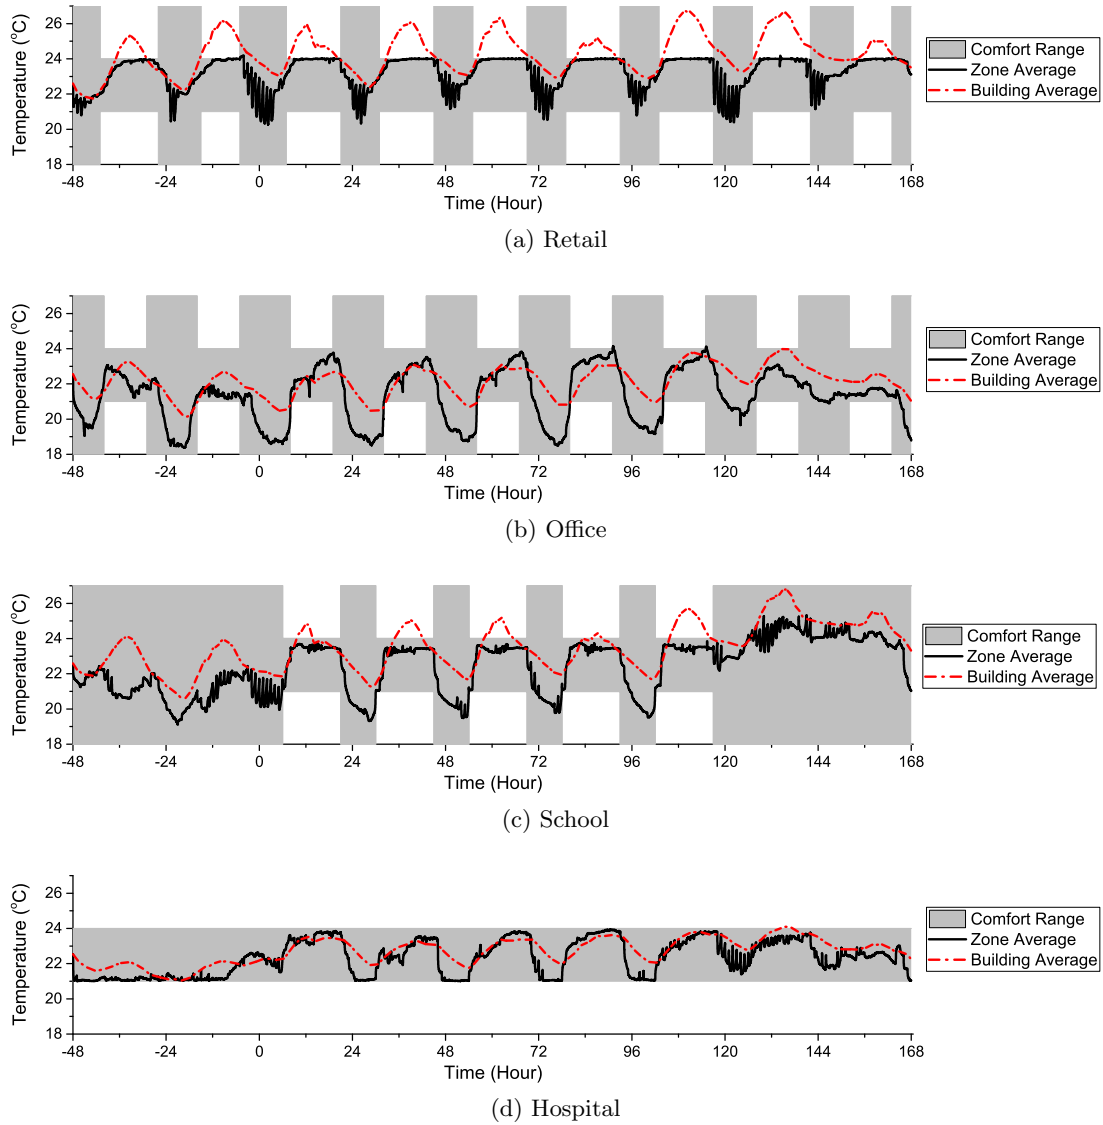 26
24
22
20
18
Temperature (°C)
-48 -24 0 24 48 72 96 120 144 168
Time (Hour)
Comfort Range
Zone Average
Building Average
(a) Retail
26
24
22
20
18
Temperature (°C)
-48 -24 0 24 48 72 96 120 144 168
Time (Hour)
Comfort Range
Zone Average
Building Average
(b) Office
26
24
22
20
18
Temperature (°C)
-48 -24 0 24 48 72 96 120 144 168
Time (Hour)
Comfort Range
Zone Average
Building Average
(c) School
26
24
22
20
18
Temperature (°C)
-48 -24 0 24 48 72 96 120 144 168
Time (Hour)
Comfort Range
Zone Average
Building Average
(d) Hospital